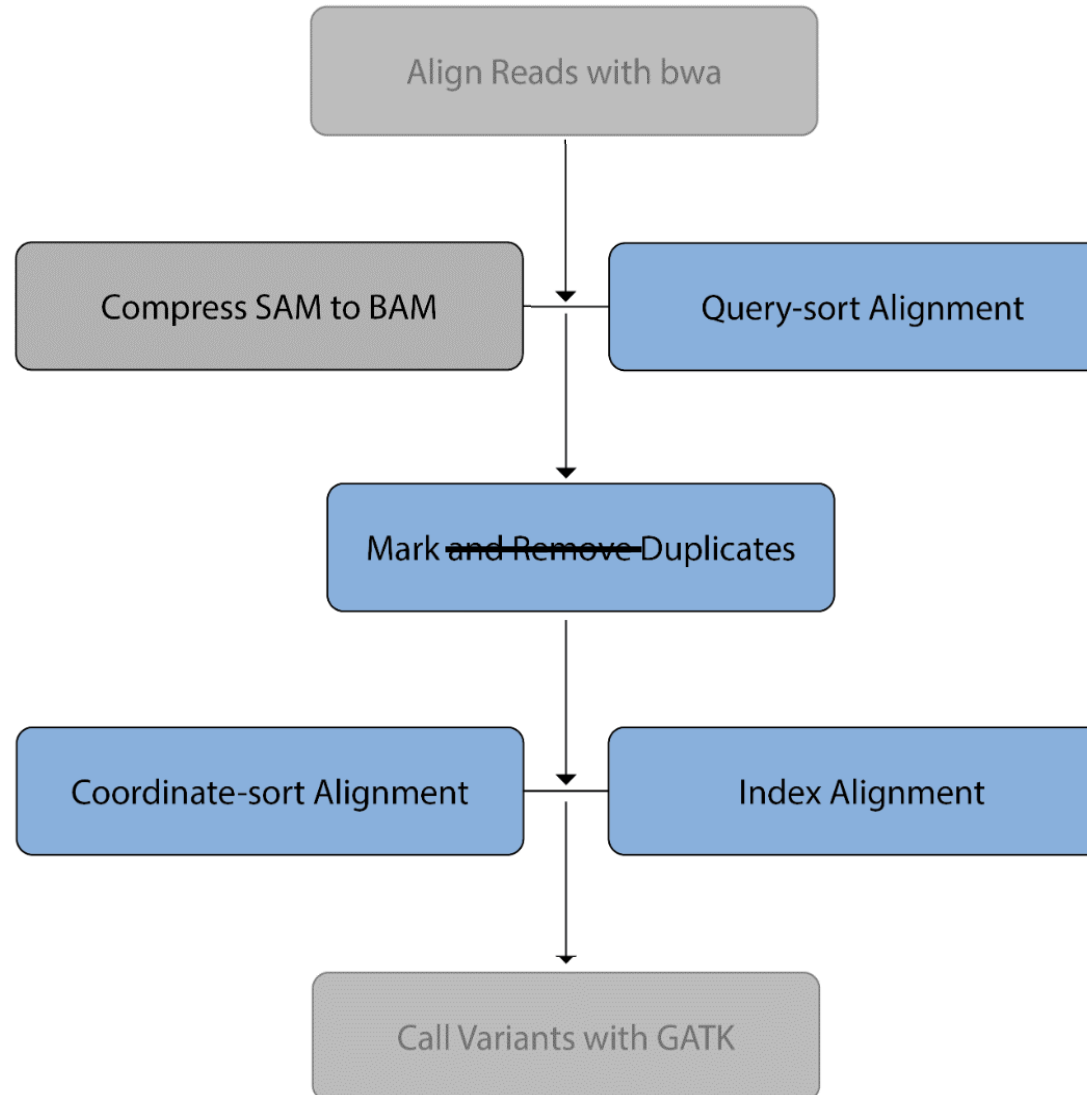 Align Reads with bwa
Compress SAM to BAM
Query-sort Alignment
Mark and Remove Duplicates
Coordinate-sort Alignment
Index Alignment
Call Variants with GATK